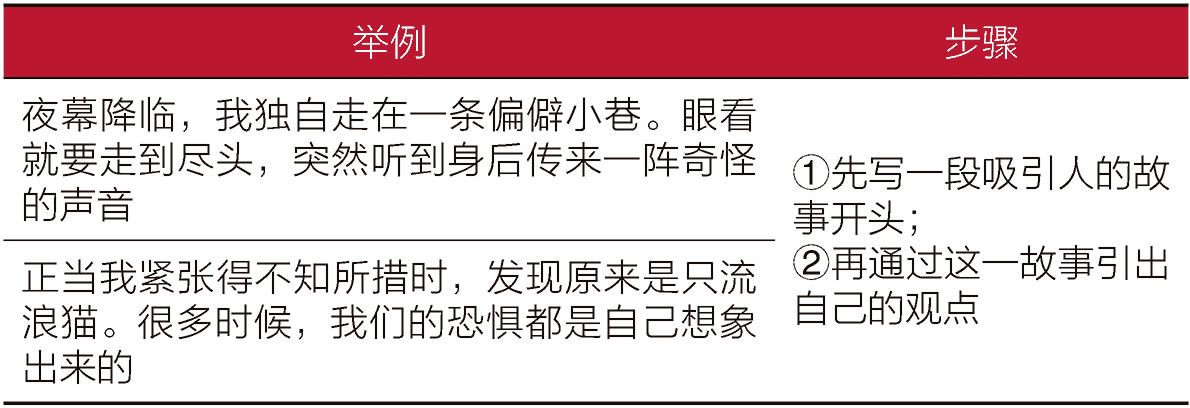 举例
步骤
夜幕降临，我独自走在一条偏僻小巷。眼看
就要走到尽头，突然听到身后传来一阵奇怪
的声音
正当我紧张得不知所措时，发现原来是只流
浪猫。很多时候，我们的恐惧都是自己想象
出来的
①先写一段吸引人的故
事开头；
②再通过这一故事引出
自己的观点